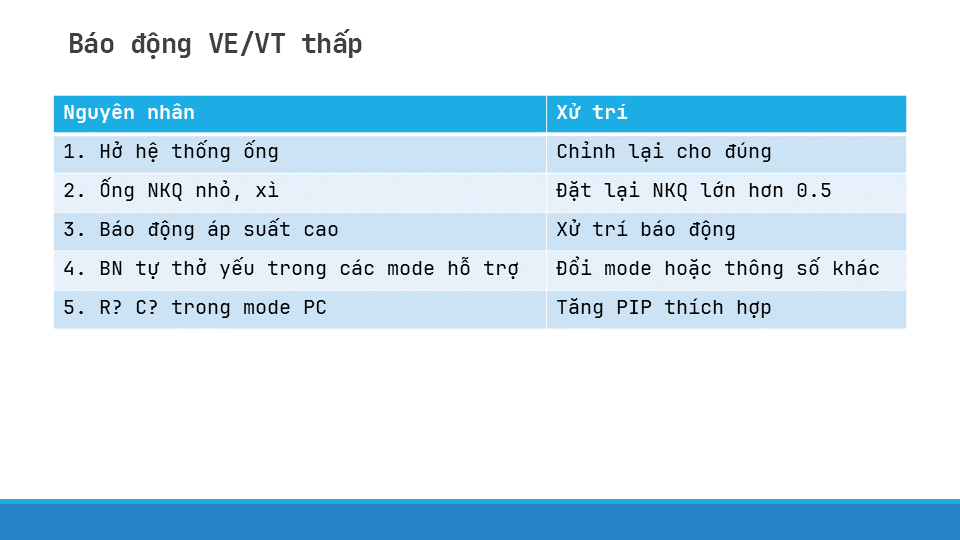 Báo động VE/VT thấp
Nguyên nhân Xử trí
1. Hở hệ thống ống Chỉnh lại cho đúng
2. Ống NKQ nhỏ, xì Đặt lại NKQ lớn hơn 0.5
3. Báo động áp suất cao Xử trí báo động
4. BN tự thở yếu trong các mode hỗ trợ Đổi mode hoặc thông số khác
5. R? C? trong mode PC Tăng PIP thích hợp